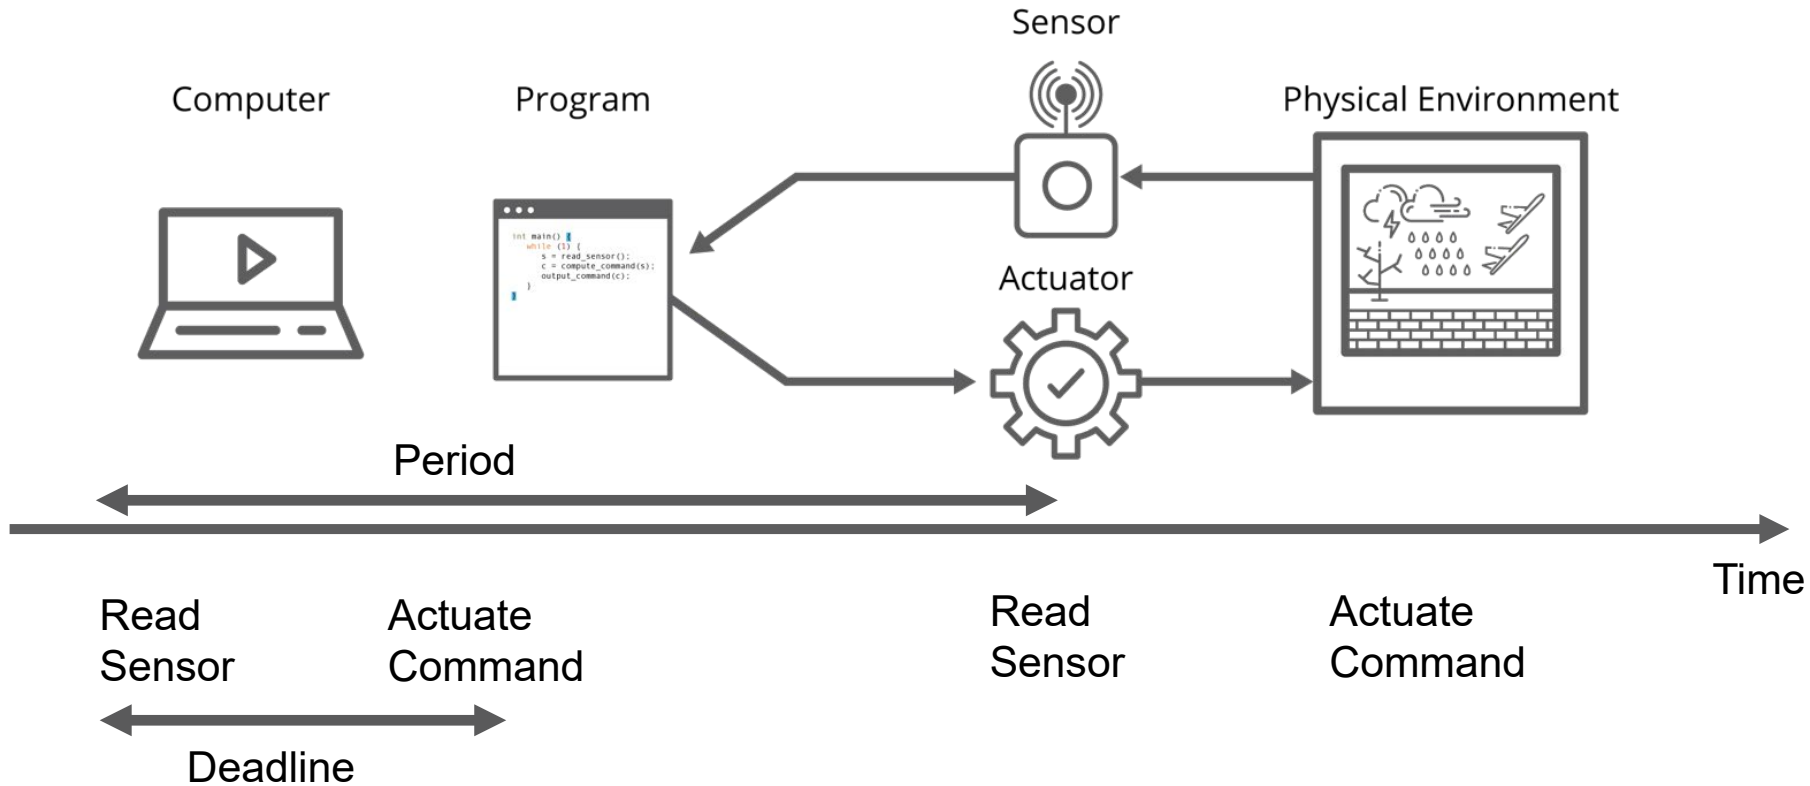 Sensor
Computer
Program
Physical Environment
int main() {
while (1) {
s = read_sensor();
c = compute_command(s);
output_command(c);
}
}
Actuator
Period
Time
Read
Sensor
Actuate
Command
Read
Sensor
Actuate
Command
Deadline